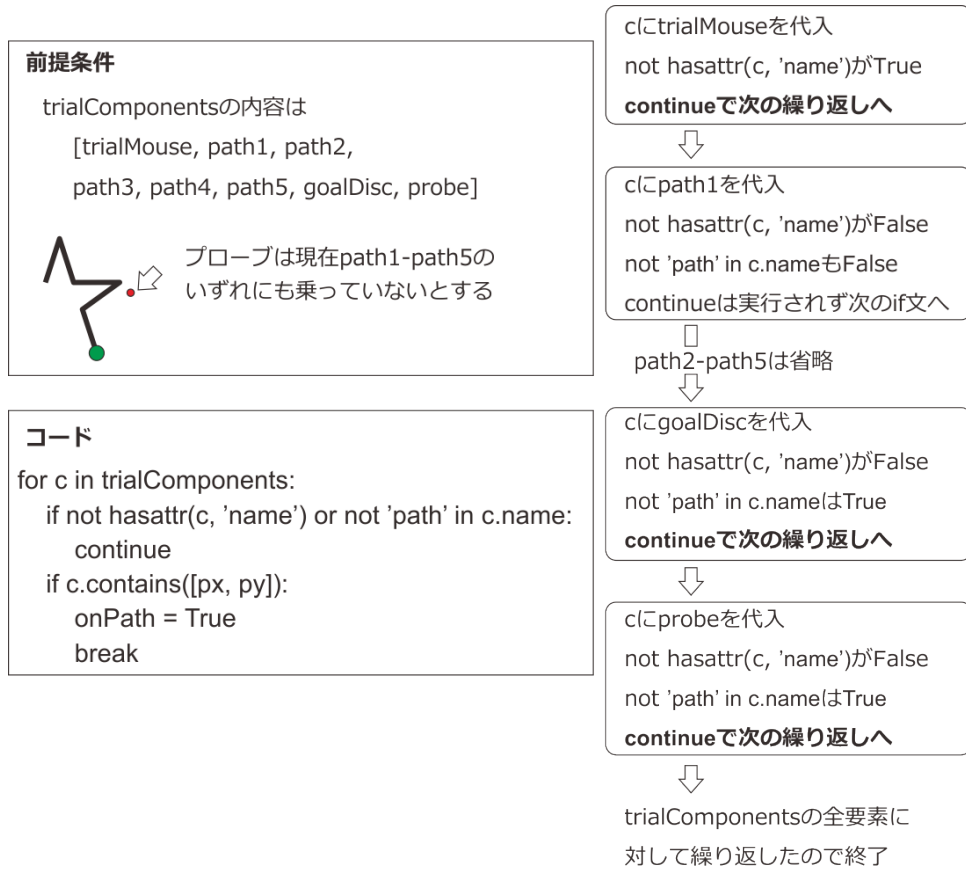 前提条件
trialComponentsの内容は
[trialMouse, path1, path2,
path3, path4, path5, goalDisc, probe]
プローブは現在path1-path5の
いずれにも乗っていないとする
コード
for c in trialComponents:
if not hasattr(c, 'name') or not 'path' in c.name:
continue
if c.contains([px, py]):
onPath = True
break
cにtrialMouseを代入
not hasattr(c, 'name')がTrue
continueで次の繰り返しへ
cにpath1を代入
not hasattr(c, 'name')がFalse
not 'path' in c.nameもFalse
continueは実行されず次のif文へ
path2-path5は省略
cにgoalDiscを代入
not hasattr(c, 'name')がFalse
not 'path' in c.nameはTrue
continueで次の繰り返しへ
cにprobeを代入
not hasattr(c, 'name')がFalse
not 'path' in c.nameはTrue
continueで次の繰り返しへ
trialComponentsの全要素に
対して繰り返したので終了